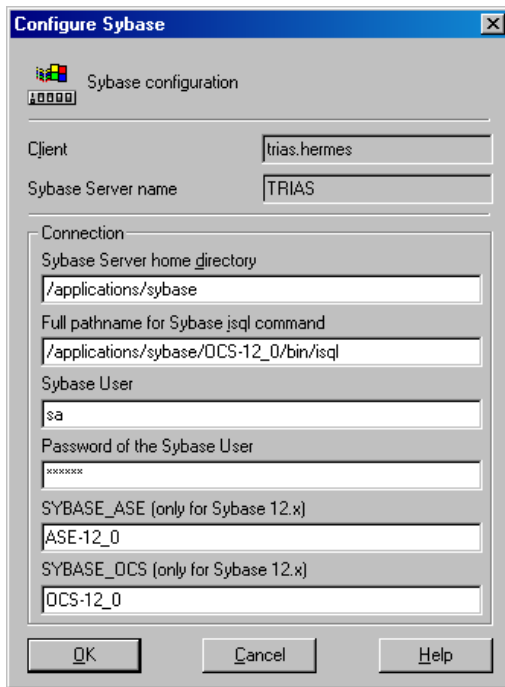 Configure Sybase
Sybase configuration
Client
trias.hermes
Sybase Server name
TRIAS
Connection
Sybase Server home directory
/applications/sybase
Full pathname for Sybase isql command
/applications/sybase/OCS-12_0/bin/isql
Sybase User
sa
Password of the Sybase User
******
SYBASE_ASE (only for Sybase 12.x)
ASE-12_0
SYBASE_OCS (only for Sybase 12.x)
OCS-12_0
OK
Cancel
Help